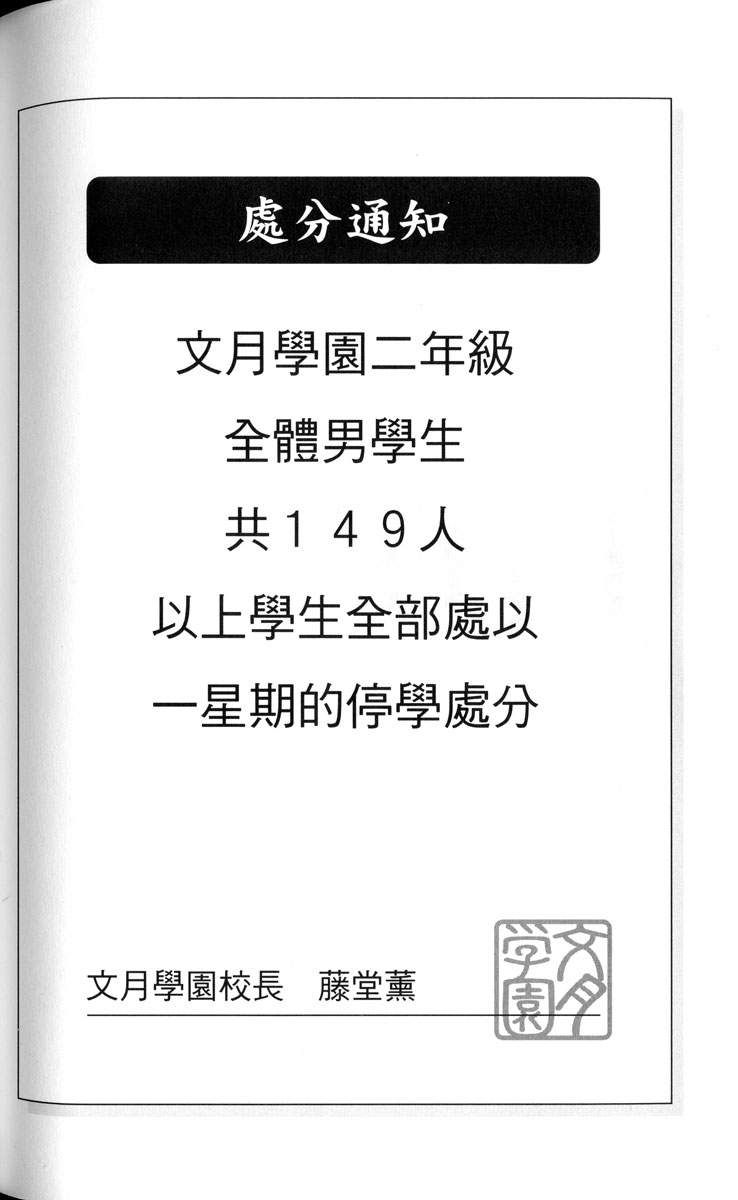 處分通知
文月學園二年級
全體男學生
共１４９人
以上學生全部處以
一星期的停學處分
文月學園校長　藤堂薰
文月
学園